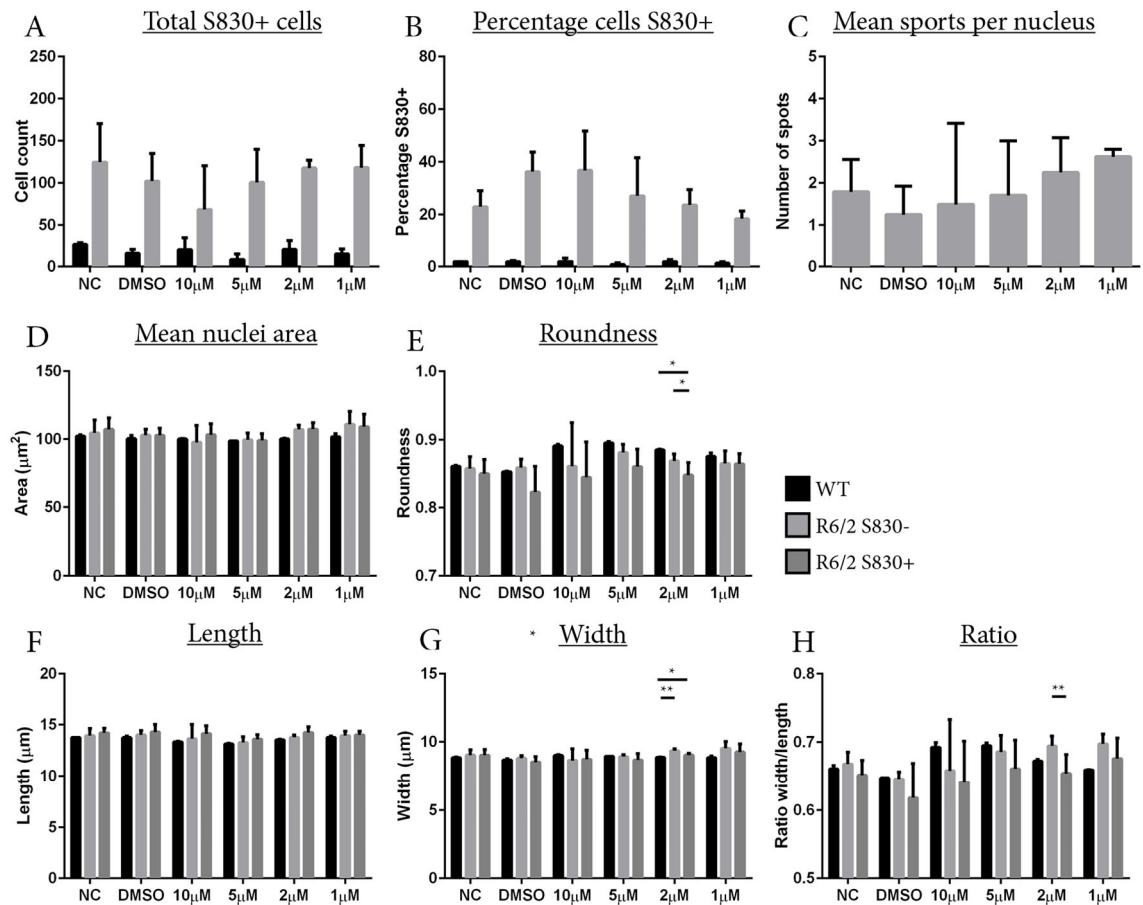 A Total S830+ cells
250
200
150
100
50
0
Cell count
NC DMSO 10µM 5µM 2µM 1µM
B Percentage cells S830+
80
60
40
20
0
Percentage S830+
NC DMSO 10µM 5µM 2µM 1µM
C Mean sports per nucleus
5
4
3
2
1
0
Number of spots
NC DMSO 10µM 5µM 2µM 1µM
D Mean nuclei area
150
100
50
0
Area (µm²)
NC DMSO 10µM 5µM 2µM 1µM
E Roundness
1.0
0.9
0.8
0.7
Roundness
*
*
NC DMSO 10µM 5µM 2µM 1µM
WT
R6/2 S830-
R6/2 S830+
F Length
20
15
10
5
0
Length (µm)
NC DMSO 10µM 5µM 2µM 1µM
G * Width
15
10
5
0
Width (µm)
*
**
NC DMSO 10µM 5µM 2µM 1µM
H Ratio
0.8
0.7
0.6
0.5
Ratio width/length
**
NC DMSO 10µM 5µM 2µM 1µM